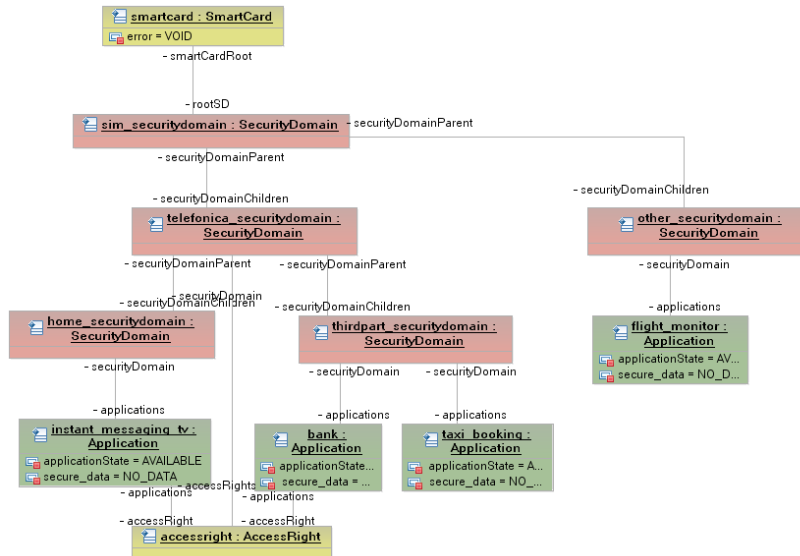 smartcard : SmartCard
error = VOID
- smartCardRoot
- rootSD
- securityDomainParent
sim_securitydomain : SecurityDomain
- securityDomainParent
- securityDomainChildren
- securityDomainChildren
telefonica_securitydomain :
SecurityDomain
other_securitydomain :
SecurityDomain
- securityDomainParent
- securityDomainParent
- securityDomain
- securityDomainChildren
- securityDomain
- securityDomainChildren
- applications
home_securitydomain :
SecurityDomain
thirdpart_securitydomain :
SecurityDomain
flight_monitor :
Application
applicationState = AV...
secure_data = NO_D...
- securityDomain
- securityDomain
- securityDomain
- applications
- applications
- applications
instant_messaging_tv :
Application
applicationState = AVAILABLE
secure_data = NO_DATA
bank :
Application
applicationState...
secure_data = ...
taxi_booking :
Application
applicationState = A...
secure_data = NO_...
- applications
- accessRights
- applications
- accessRight
- accessRight
accessright : AccessRight